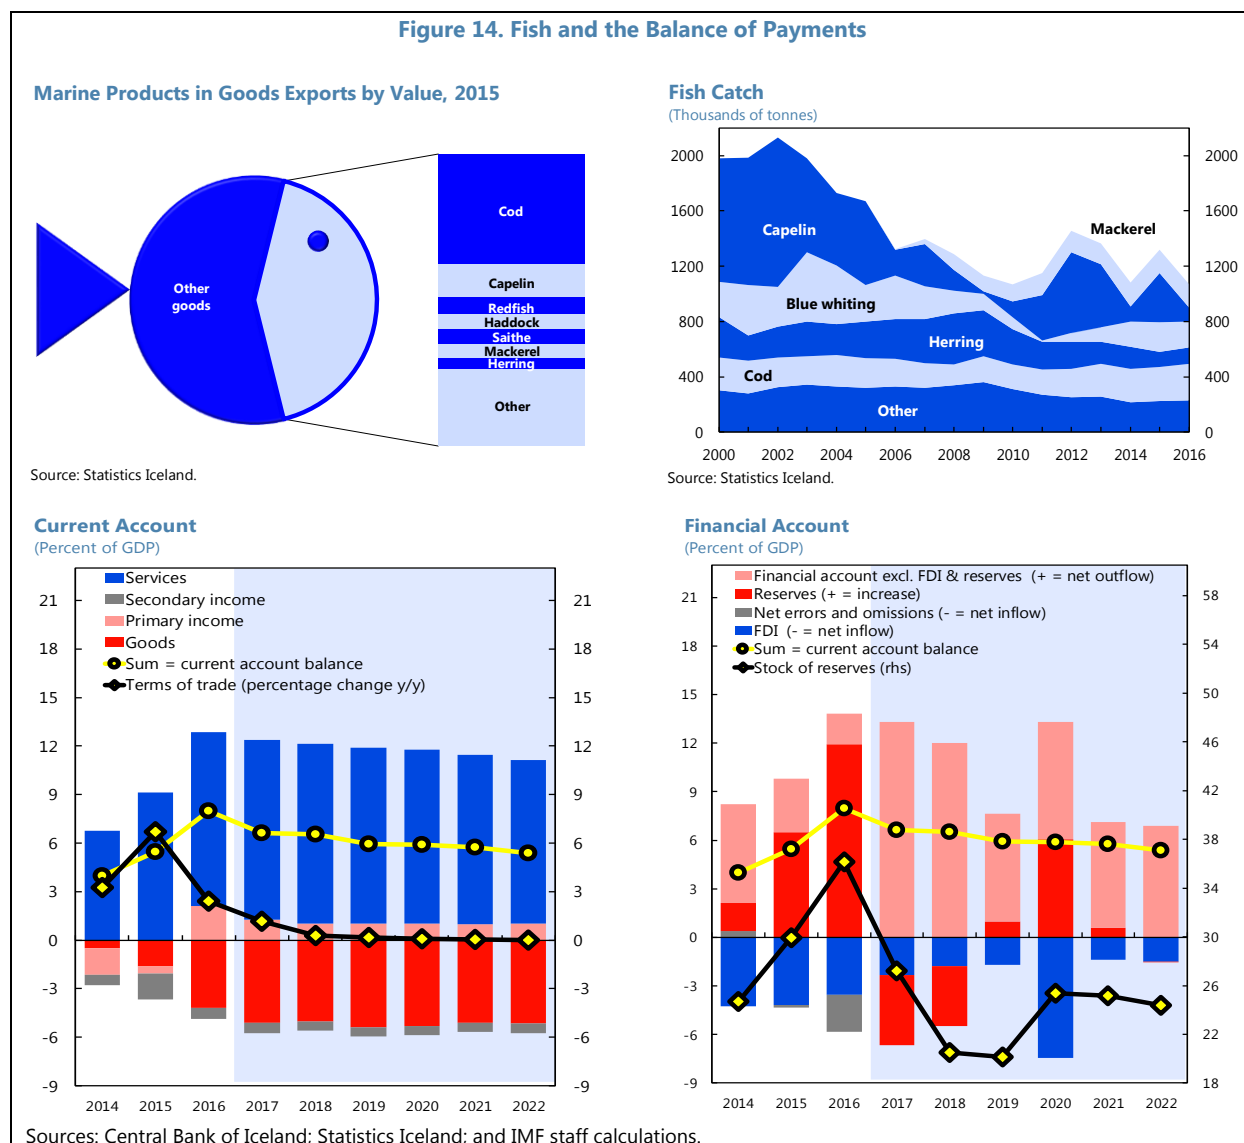 Figure 14. Fish and the Balance of Payments
Marine Products in Goods Exports by Value, 2015
Other
goods
Cod
Capelin
Redfish
Haddock
Saithe
Mackerel
Herring
Other
Source: Statistics Iceland.
Fish Catch
(Thousands of tonnes)
2000 2000
1600 1600
1200 1200
800 800
400 400
0 0
Mackerel
Capelin
Blue whiting
Herring
Cod
Other
2000 2002 2004 2006 2008 2010 2012 2014 2016
Source: Statistics Iceland.
Current Account
(Percent of GDP)
Services
Secondary income
Primary income
Goods
Sum = current account balance
Terms of trade (percentage change y/y)
21 21
18 18
15 15
12 12
9 9
6 6
3 3
0 0
-3 -3
-6 -6
-9 -9
2014 2015 2016 2017 2018 2019 2020 2021 2022
Financial Account
(Percent of GDP)
Financial account excl. FDI & reserves (+ = net outflow)
Reserves (+ = increase)
Net errors and omissions (- = net inflow)
FDI (- = net inflow)
Sum = current account balance
Stock of reserves (rhs)
21 58
18 54
15 50
12 46
9 42
6 38
3 34
0 30
-3 26
-6 22
-9 18
2014 2015 2016 2017 2018 2019 2020 2021 2022
Sources: Central Bank of Iceland; Statistics Iceland; and IMF staff calculations.